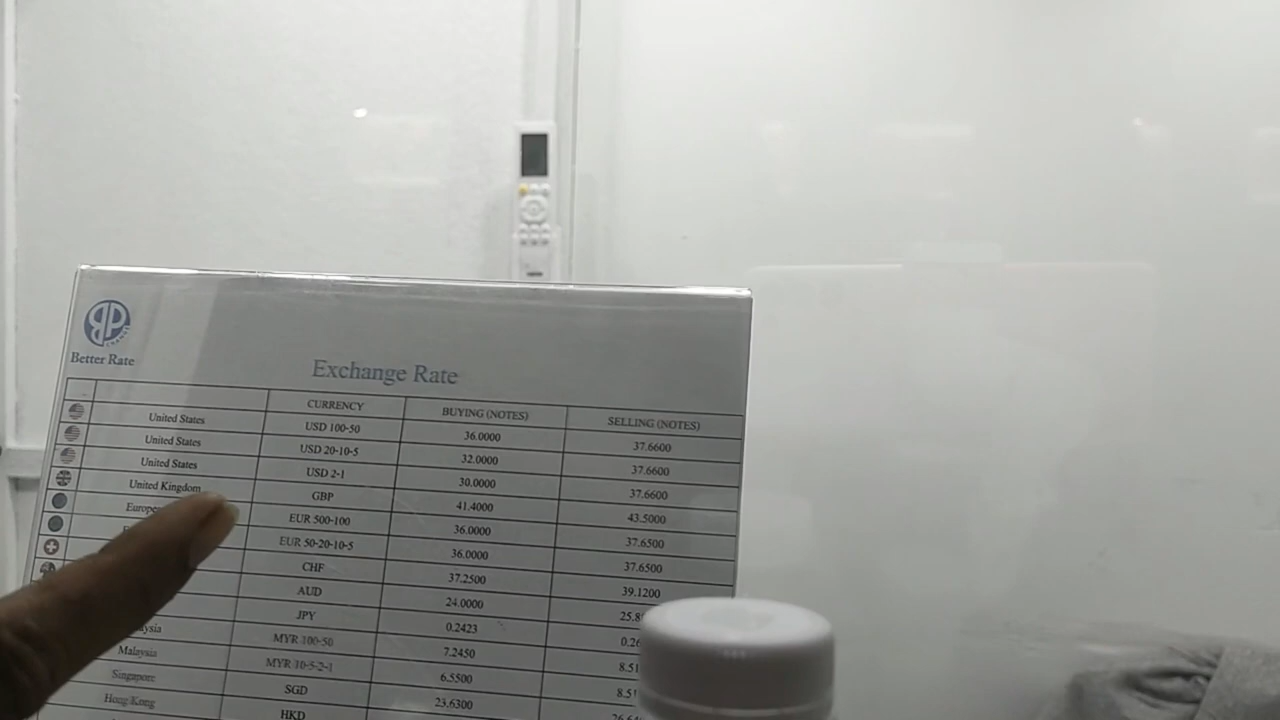 BP
CHANGE
Better Rate
Exchange Rate
CURRENCY BUYING (NOTES) SELLING (NOTES)
United States USD 100-50 36.0000 37.6600
United States USD 20-10-5 32.0000 37.6600
United States USD 2-1 30.0000 37.6600
United Kingdom GBP 41.4000 43.5000
EUR 500-100 36.0000 37.6500
EUR 50-20-10-5 36.0000 37.6500
CHF 37.2500 39.1200
AUD 24.0000
JPY 0.2423
MYR 100-50 7.2450
Malaysia MYR 10-5-2-1 6.5500
Singapore SGD 23.6300
Hong Kong HKD